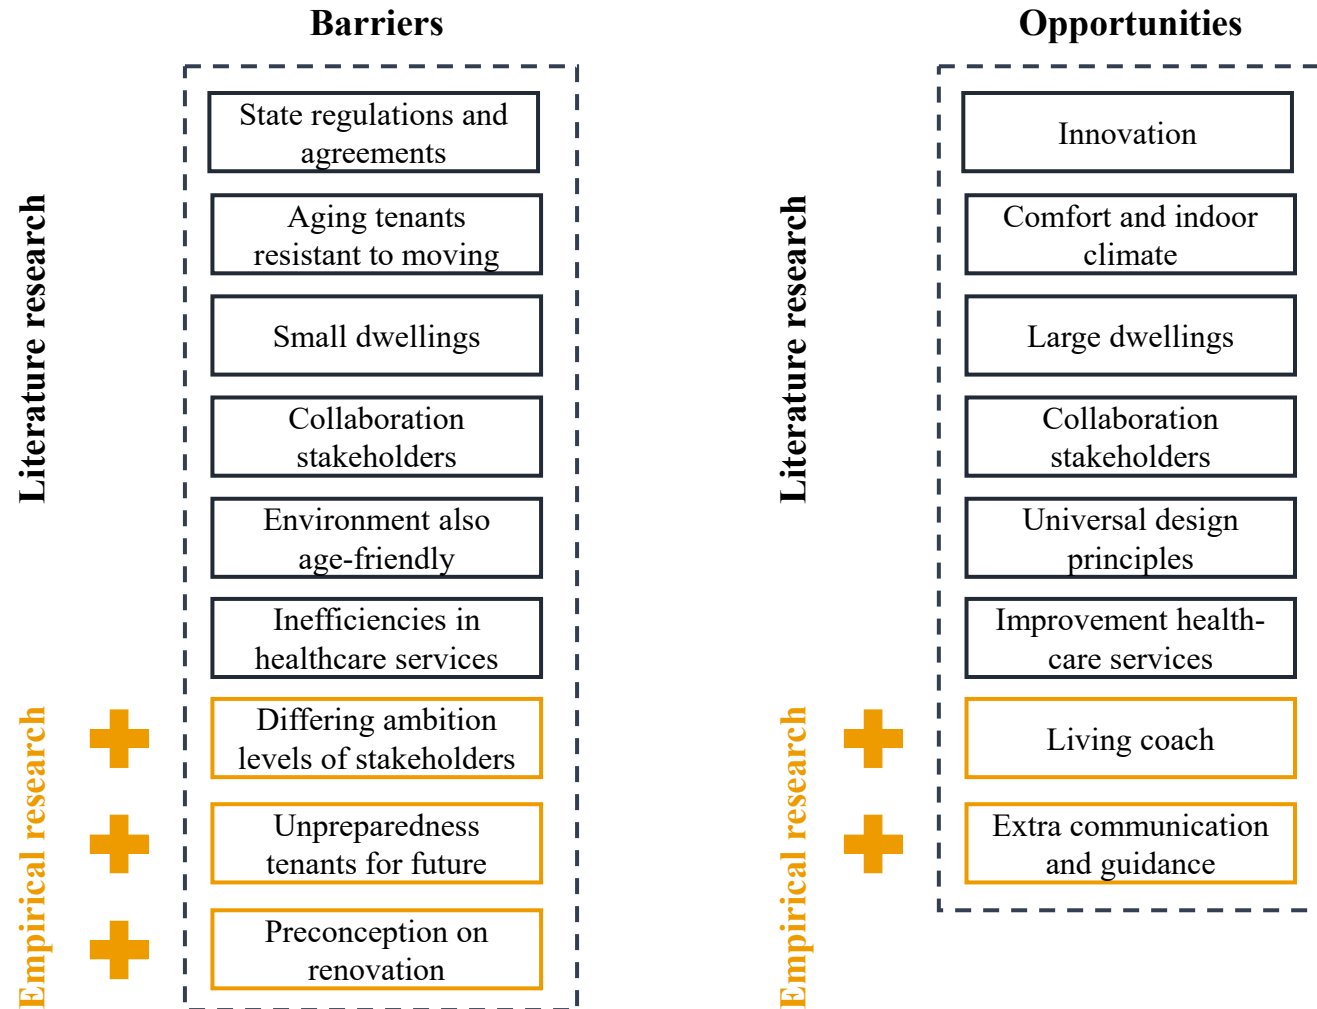 Barriers
Literature research
State regulations and
agreements
Aging tenants
resistant to moving
Small dwellings
Collaboration
stakeholders
Environment also
age-friendly
Inefficiencies in
healthcare services
Empirical research
Differing ambition
levels of stakeholders
Unpreparedness
tenants for future
Preconception on
renovation
Opportunities
Literature research
Innovation
Comfort and indoor
climate
Large dwellings
Collaboration
stakeholders
Universal design
principles
Improvement health-
care services
Empirical research
Living coach
Extra communication
and guidance